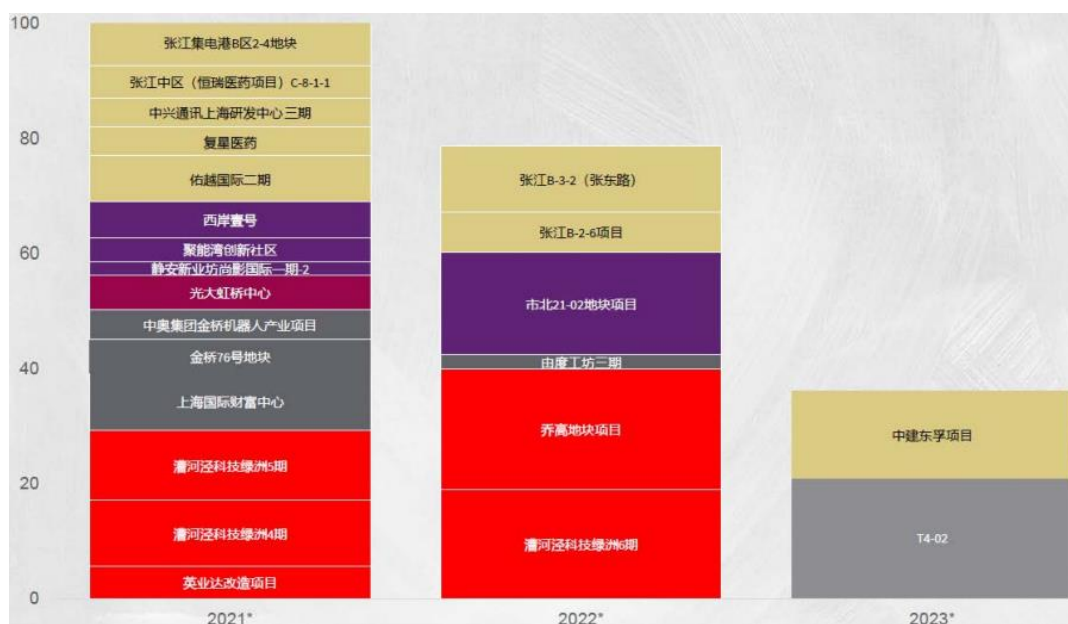 100
80
60
40
20
0
张江集电港B区2-4地块
张江中区（恒瑞医药项目）C-8-1-1
中兴通讯上海研发中心三期
复星医药
佑越国际二期
西岸壹号
聚能湾创新社区
静安新业坊尚影国际一期-2
光大虹桥中心
中奥集团金桥机器人产业项目
金桥76号地块
上海国际财富中心
漕河泾科技绿洲5期
漕河泾科技绿洲4期
英业达改造项目
张江B-3-2（张东路）
张江B-2-6项目
市北21-02地块项目
由度工坊三期
乔高地块项目
漕河泾科技绿洲6期
中建东孚项目
T4-02
2021*
2022*
2023*